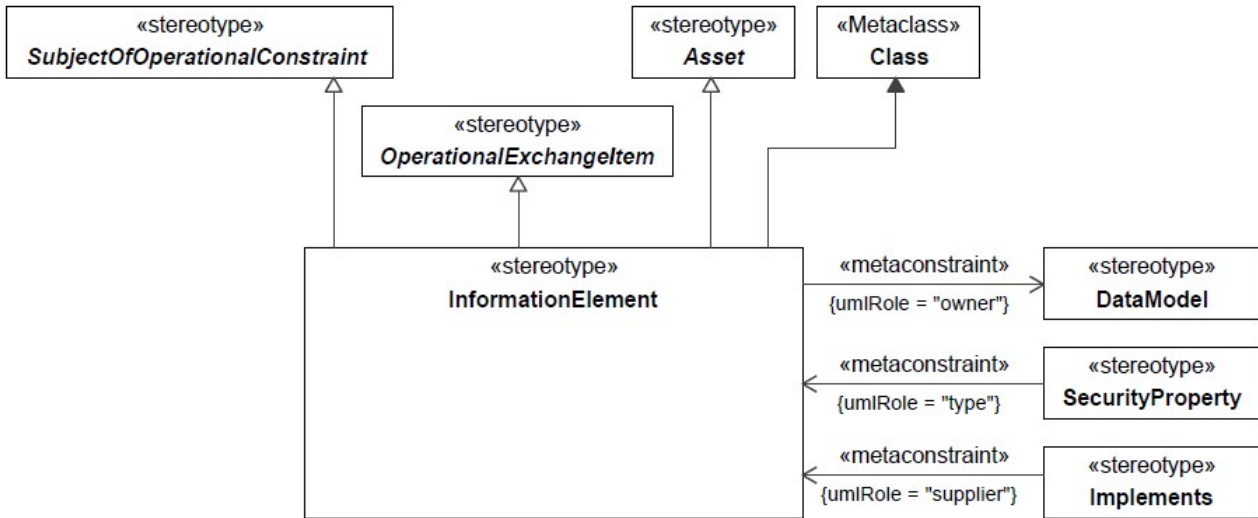 «stereotype»
SubjectOfOperationalConstraint
«stereotype»
Asset
«Metaclass»
Class
«stereotype»
OperationalExchangeItem
«stereotype»
InformationElement
«metaconstraint»
{umlRole = "owner"}
«stereotype»
DataModel
«metaconstraint»
{umlRole = "type"}
«stereotype»
SecurityProperty
«metaconstraint»
{umlRole = "supplier"}
«stereotype»
Implements